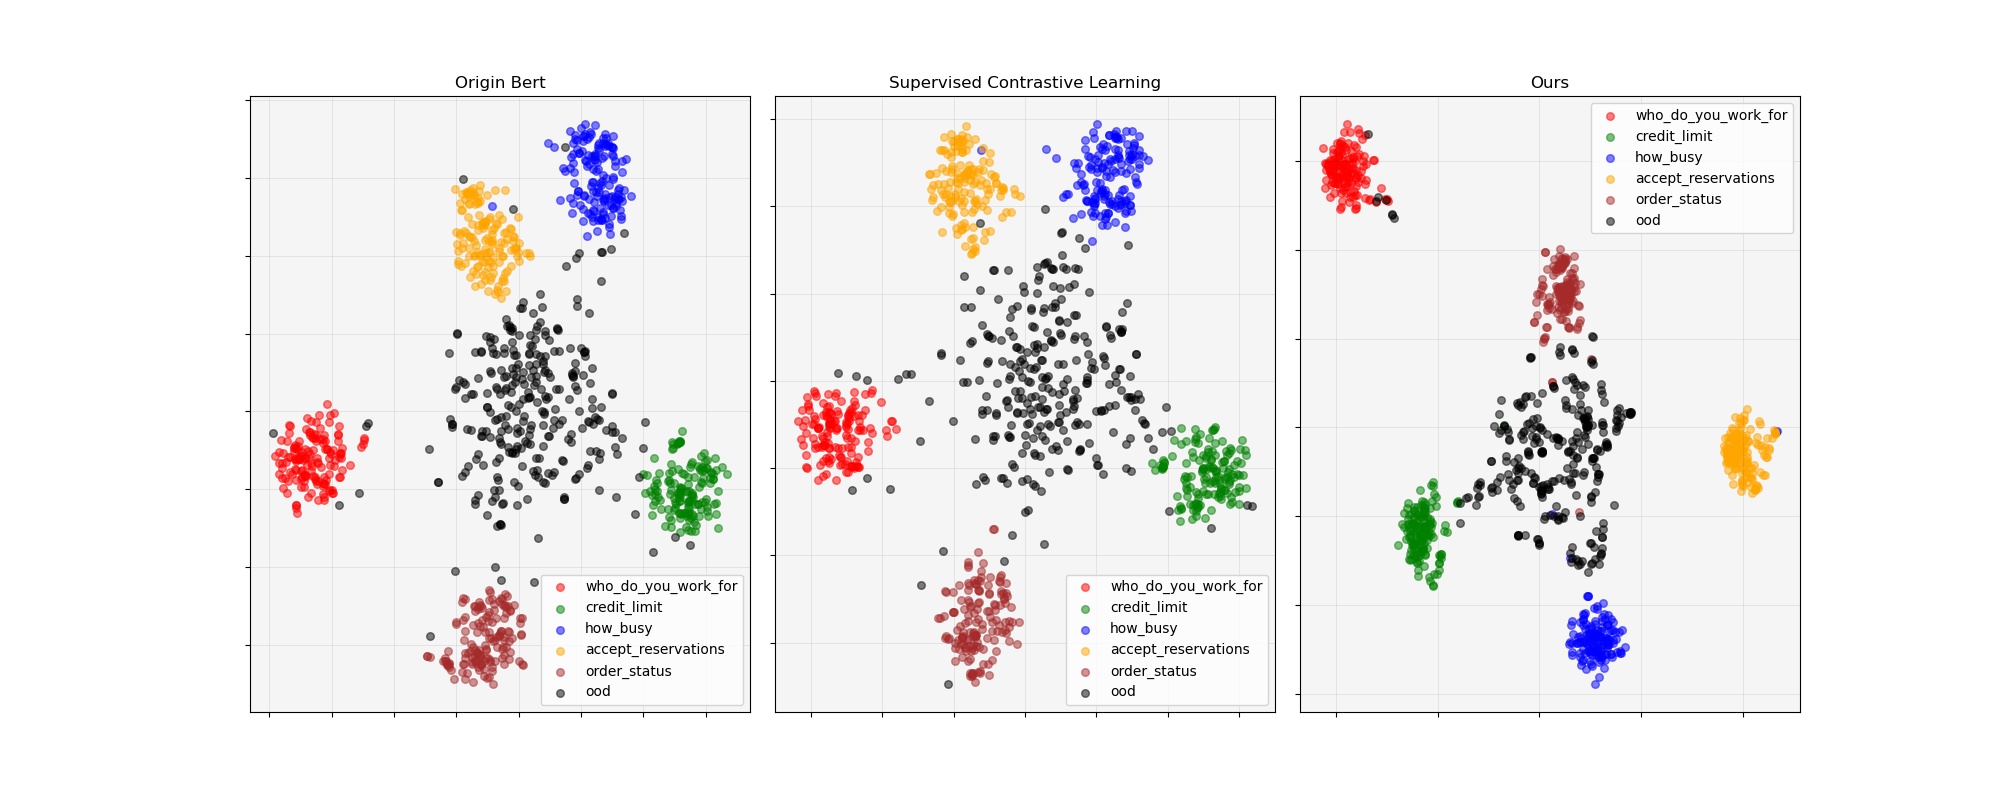 Origin Bert
who_do_you_work_for
credit_limit
how_busy
accept_reservations
order_status
ood
Supervised Contrastive Learning
who_do_you_work_for
credit_limit
how_busy
accept_reservations
order_status
ood
Ours
who_do_you_work_for
credit_limit
how_busy
accept_reservations
order_status
ood